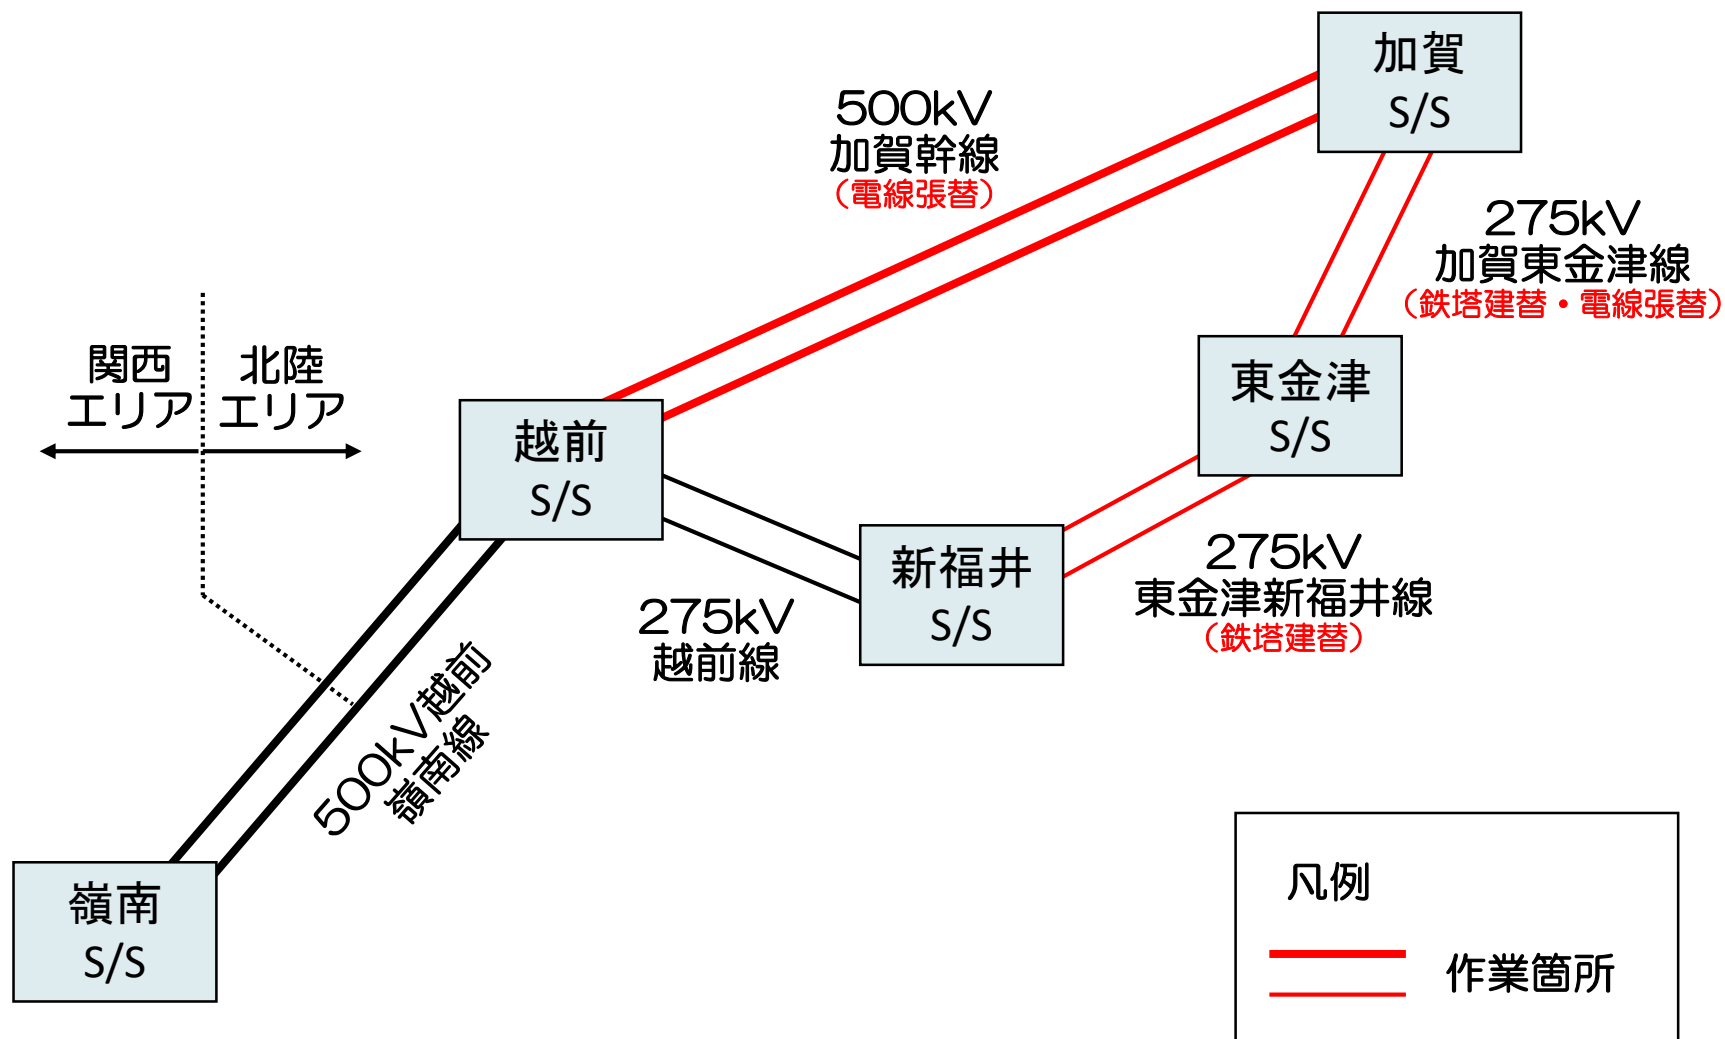 加賀
S/S
500kV
加賀幹線
（電線張替）
275kV
加賀東金津線
（鉄塔建替・電線張替）
関西
エリア
北陸
エリア
東金津
S/S
越前
S/S
新福井
S/S
275kV
東金津新福井線
（鉄塔建替）
275kV
越前線
500kV越前
嶺南線
嶺南
S/S
凡例
作業箇所